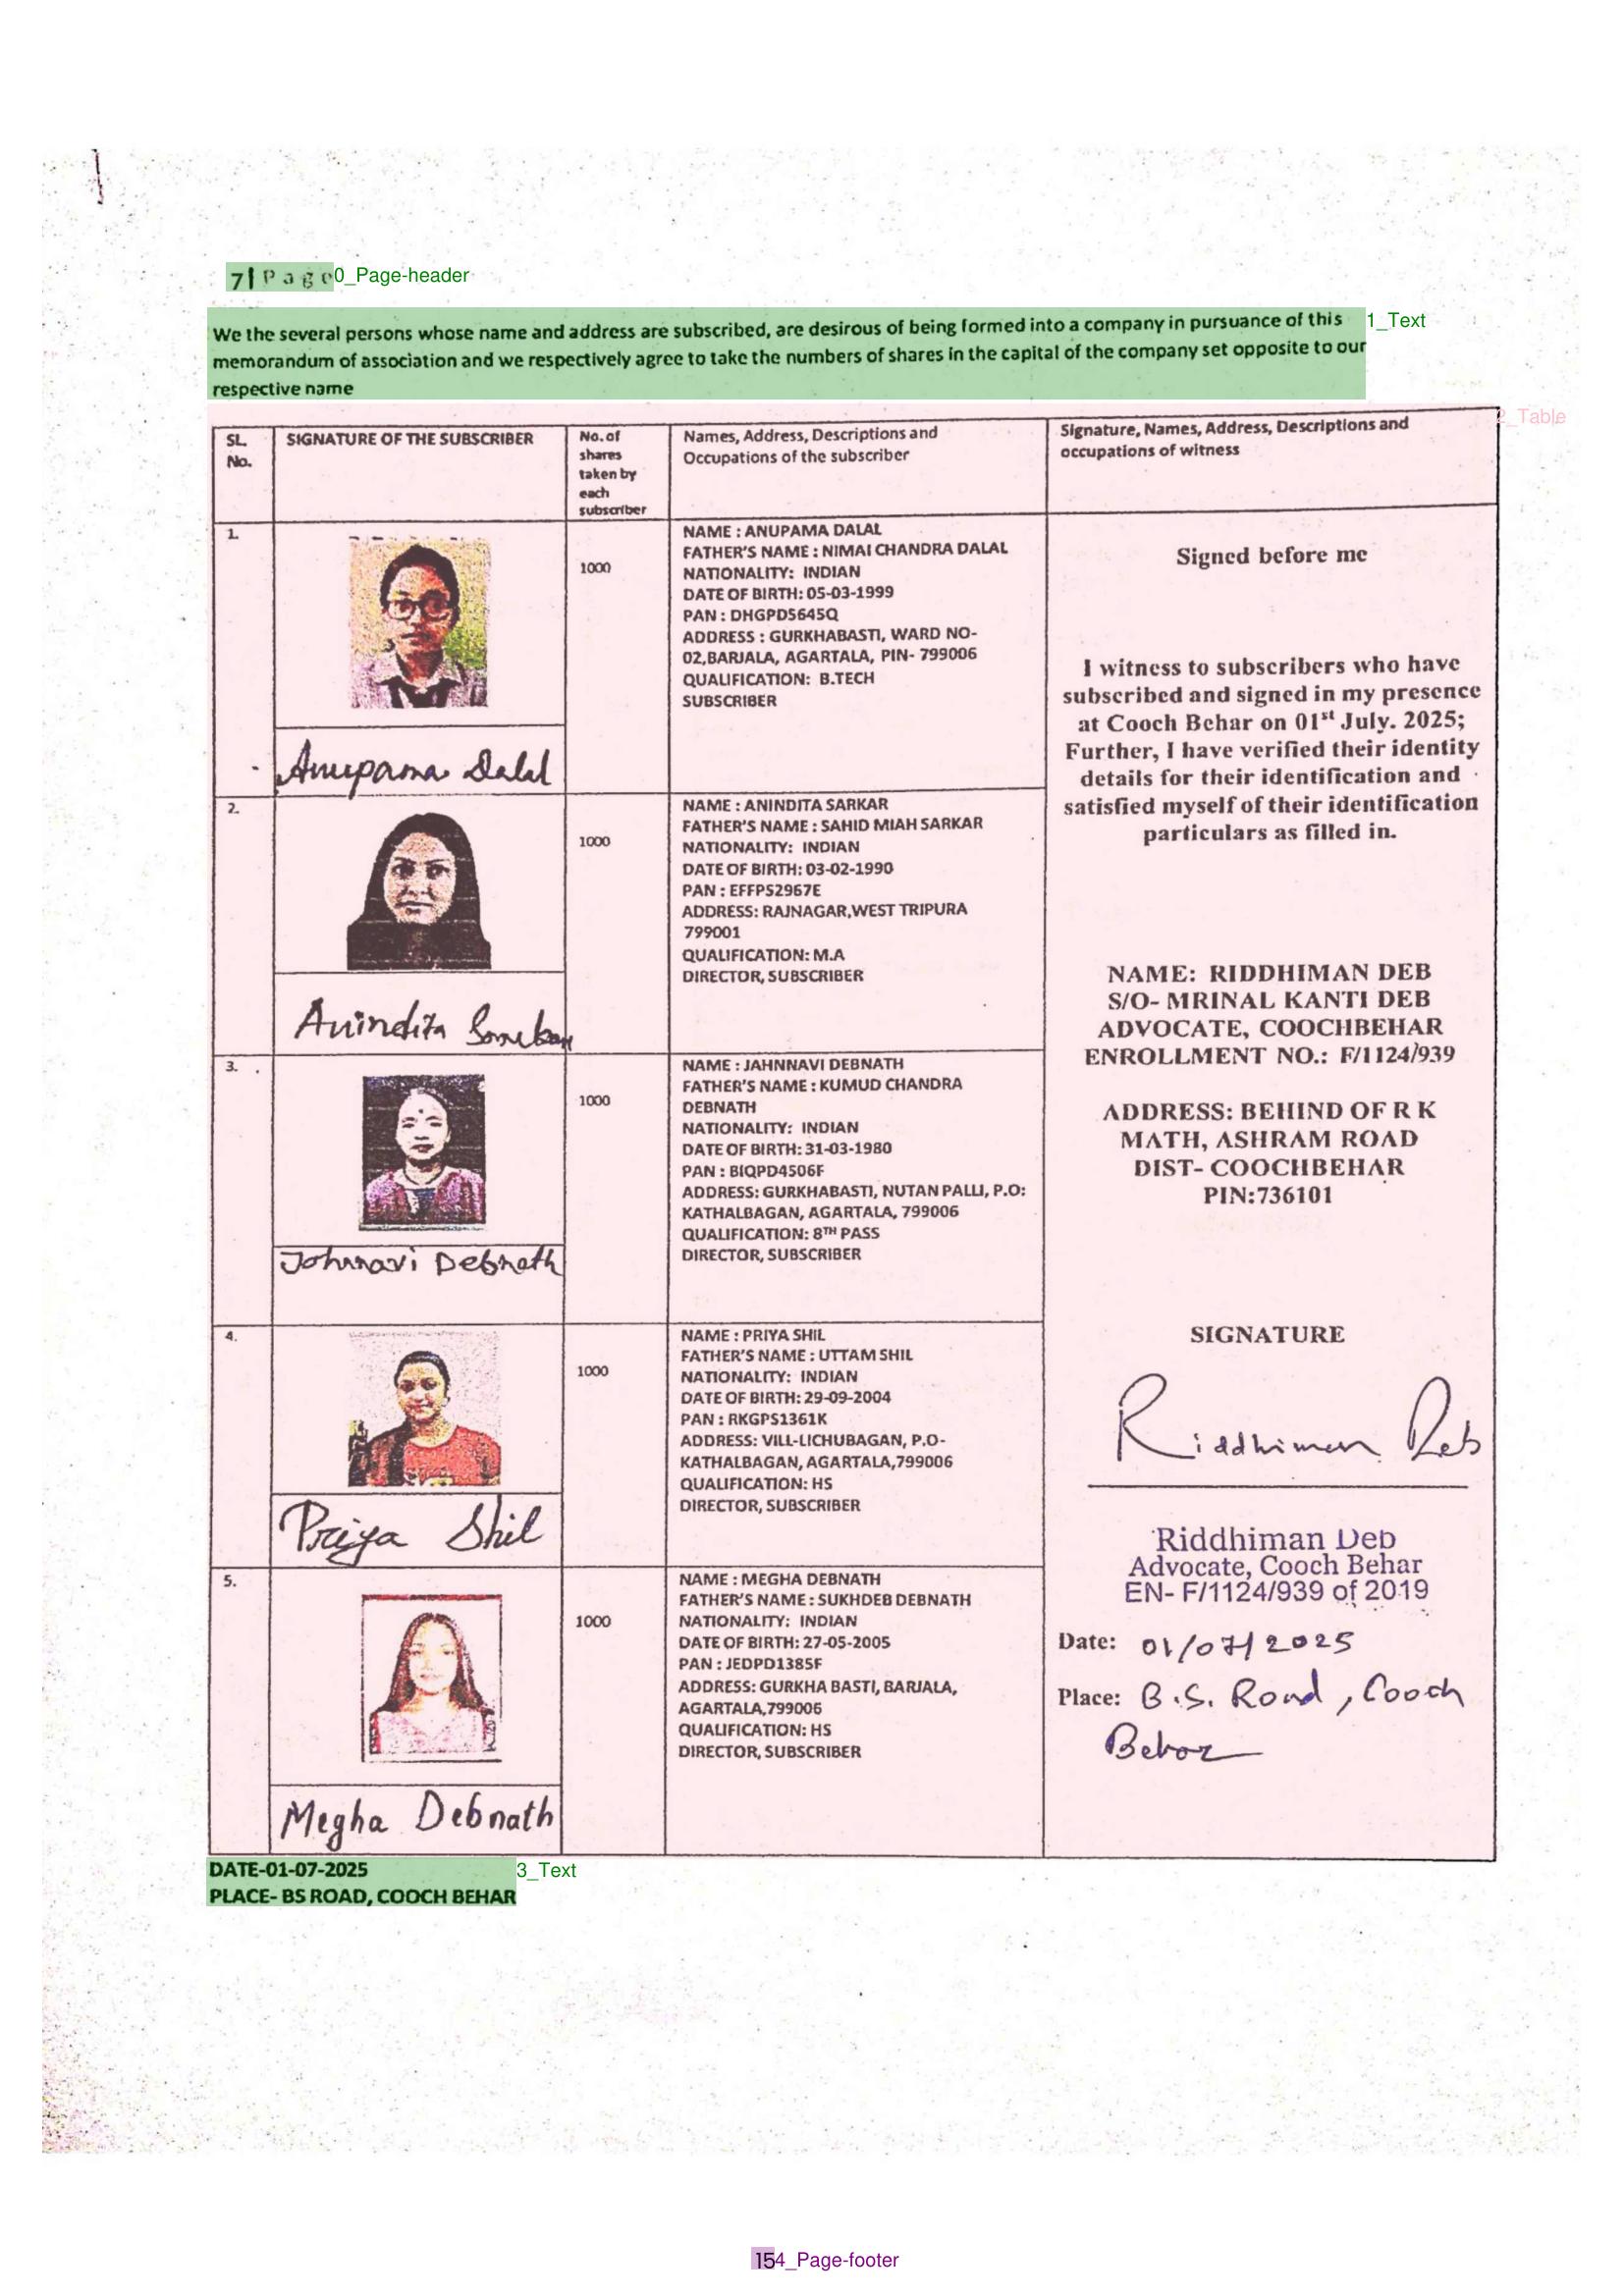 7 | Page
0_Page-header
We the several persons whose name and address are subscribed, are desirous of being formed into a company in pursuance of this
1_Text
memorandum of association and we respectively agree to take the numbers of shares in the capital of the company set opposite to our
respective name
2_Table
SL. No.
SIGNATURE OF THE SUBSCRIBER
No. of shares taken by each subscriber
Names, Address, Descriptions and
Occupations of the subscriber
Signature, Names, Address, Descriptions and
occupations of witness
1.
Anupama Dalal
1000
NAME : ANUPAMA DALAL
FATHER'S NAME : NIMAI CHANDRA DALAL
NATIONALITY: INDIAN
DATE OF BIRTH: 05-03-1999
PAN : DHGPD5645Q
ADDRESS : GURKHABASTI, WARD NO-
02,BARJALA, AGARTALA, PIN- 799006
QUALIFICATION: B.TECH
SUBSCRIBER
2.
Anindita Sarkar
1000
NAME : ANINDITA SARKAR
FATHER'S NAME : SAHID MIAH SARKAR
NATIONALITY: INDIAN
DATE OF BIRTH: 03-02-1990
PAN : EFFPS2967E
ADDRESS: RAJNAGAR,WEST TRIPURA
799001
QUALIFICATION: M.A
DIRECTOR, SUBSCRIBER
3.
Johnnavi Debnath
1000
NAME : JAHNNAVI DEBNATH
FATHER'S NAME : KUMUD CHANDRA
DEBNATH
NATIONALITY: INDIAN
DATE OF BIRTH: 31-03-1980
PAN : BIQPD4506F
ADDRESS: GURKHABASTI, NUTAN PALLI, P.O:
KATHALBAGAN, AGARTALA, 799006
QUALIFICATION: 8TH PASS
DIRECTOR, SUBSCRIBER
4.
Priya Shil
1000
NAME : PRIYA SHIL
FATHER'S NAME : UTTAM SHIL
NATIONALITY: INDIAN
DATE OF BIRTH: 29-09-2004
PAN : RKGPS1361K
ADDRESS: VILL-LICHUBAGAN, P.O-
KATHALBAGAN, AGARTALA,799006
QUALIFICATION: HS
DIRECTOR, SUBSCRIBER
5.
Megha Debnath
1000
NAME : MEGHA DEBNATH
FATHER'S NAME : SUKHDEB DEBNATH
NATIONALITY: INDIAN
DATE OF BIRTH: 27-05-2005
PAN : JEDPD1385F
ADDRESS: GURKHA BASTI, BARJALA,
AGARTALA,799006
QUALIFICATION: HS
DIRECTOR, SUBSCRIBER
Signed before me
I witness to subscribers who have
subscribed and signed in my presence
at Cooch Behar on 01st July. 2025;
Further, I have verified their identity
details for their identification and
satisfied myself of their identification
particulars as filled in.
NAME: RIDDHIMAN DEB
S/O- MRINAL KANTI DEB
ADVOCATE, COOCHBEHAR
ENROLLMENT NO.: F/1124/939
ADDRESS: BEHIND OF R K
MATH, ASHRAM ROAD
DIST- COOCHBEHAR
PIN:736101
SIGNATURE
Riddhiman Deb
Riddhiman Deb
Advocate, Cooch Behar
EN- F/1124/939 of 2019
Date: 01/07/2025
Place: B.S. Road, Cooch
Behar
DATE-01-07-2025
3_Text
PLACE- BS ROAD, COOCH BEHAR
15
4_Page-footer